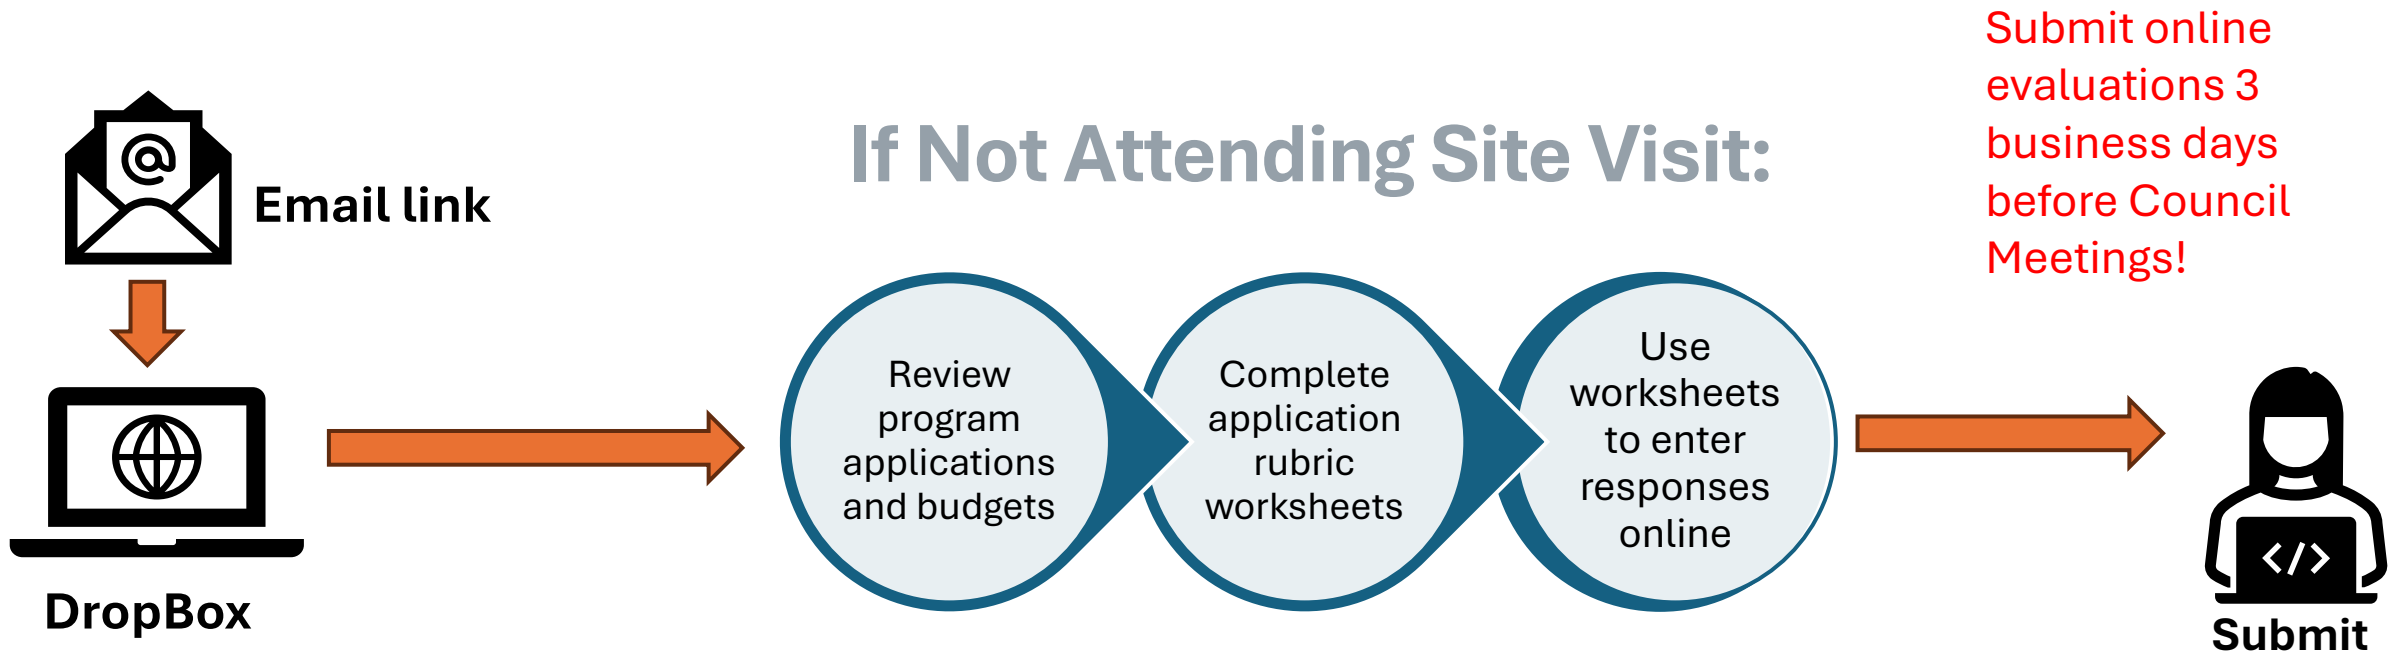 Submit online
evaluations 3
business days
before Council
Meetings!
If Not Attending Site Visit:
@
Email link
DropBox
Review
program
applications
and budgets
Complete
application
rubric
worksheets
Use
worksheets
to enter
responses
online
</>
Submit